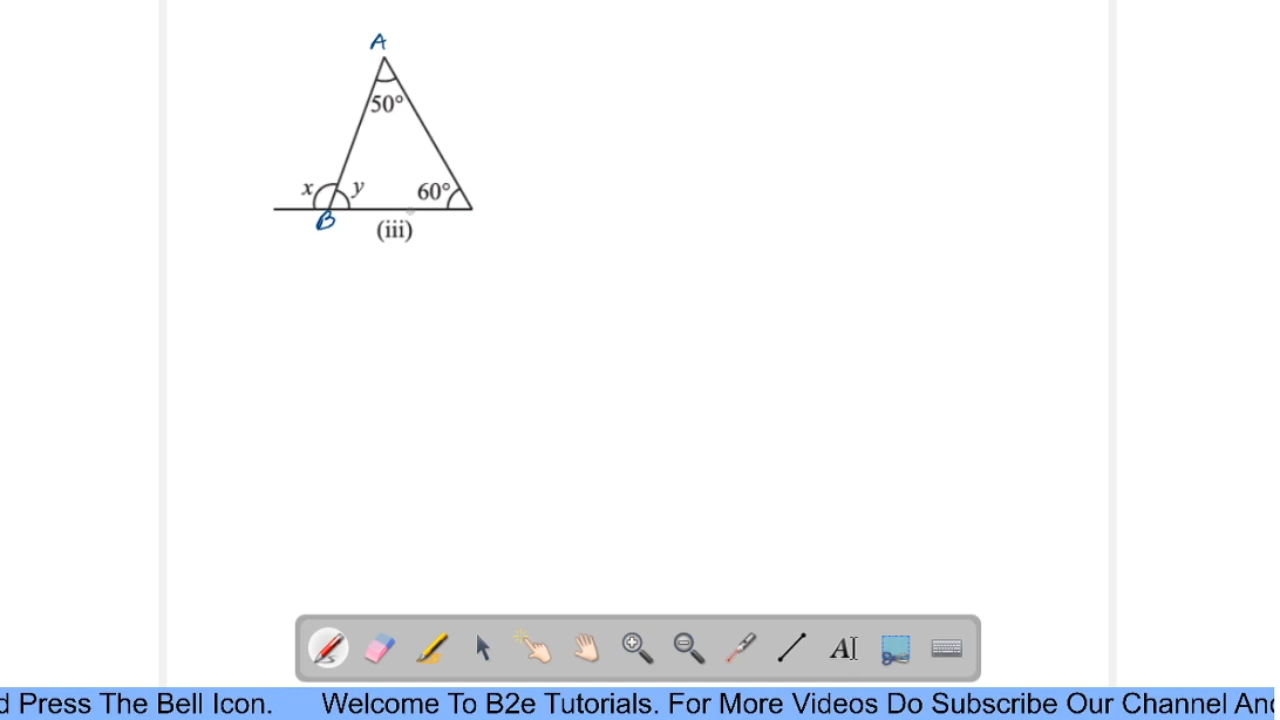 A
50°
x y 60°
B
(iii)
A
d Press The Bell Icon. Welcome To B2e Tutorials. For More Videos Do Subscribe Our Channel And